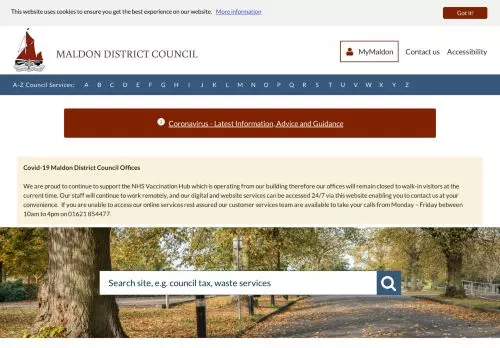 This website uses cookies to ensure you get the best experience on our website. More information
Got it!
MALDON DISTRICT COUNCIL
MyMaldon
Contact us
Accessibility
A-Z Council Services: A B C D E F G H I J K L M N O P Q R S T U V W X Y Z
Coronavirus - Latest Information, Advice and Guidance
Covid-19 Maldon District Council Offices
We are proud to continue to support the NHS Vaccination Hub which is operating from our building therefore our offices will remain closed to walk-in visitors at
the current time. Our staff will continue to work remotely, and our digital and website services can be accessed 24/7 via this website enabling you to contact us at your
convenience. If you are unable to access our online services rest assured our customer services team are available to take your calls from Monday – Friday between
10am to 4pm on 01621 854477.
Search site, e.g. council tax, waste services